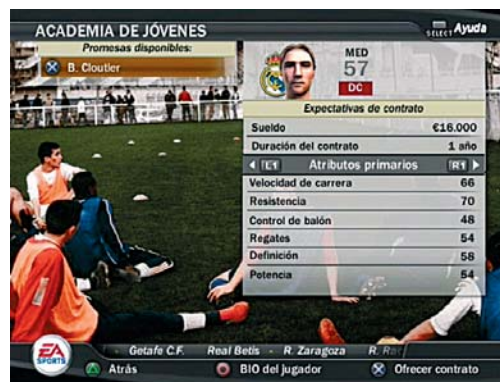 ACADEMIA DE JÓVENES
SELECT Ayuda
Promesas disponibles:
B. Cloutier
MED
57
DC
Expectativas de contrato
Sueldo €16.000
Duración del contrato 1 año
L1 Atributos primarios R1
Velocidad de carrera 66
Resistencia 70
Control de balón 48
Regates 54
Definición 58
Potencia 54
EA SPORTS
Getafe C.F. Real Betis - R. Zaragoza R.
Atrás BIO del jugador Ofrecer contrato